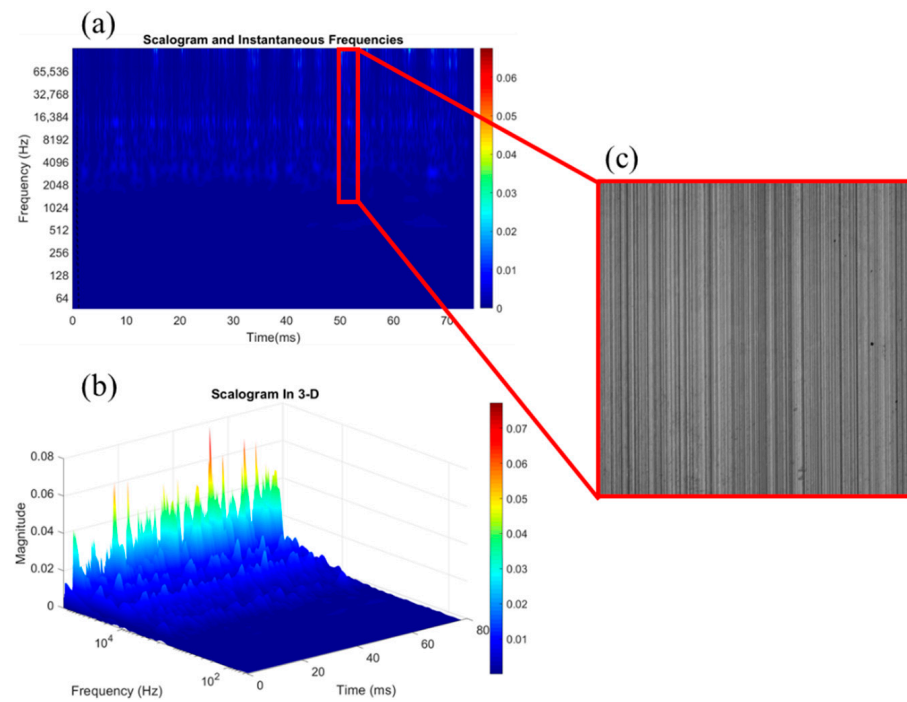 (a)
Scalogram and Instantaneous Frequencies
65,536
32,768
16,384
8192
4096
2048
1024
512
256
128
64
Frequency (Hz)
0 10 20 30 40 50 60 70
Time(ms)
0.06
0.05
0.04
0.03
0.02
0.01
0
(c)
(b)
Scalogram In 3-D
0.08
0.06
0.04
0.02
0
Magnitude
10^4
10^2
Frequency (Hz)
0 20 40 60 80
Time (ms)
0.07
0.06
0.05
0.04
0.03
0.02
0.01